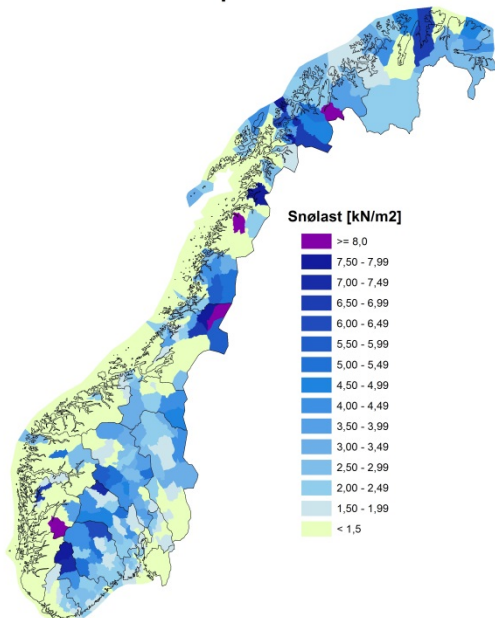 Snølast [kN/m2]
>= 8,0
7,50 - 7,99
7,00 - 7,49
6,50 - 6,99
6,00 - 6,49
5,50 - 5,99
5,00 - 5,49
4,50 - 4,99
4,00 - 4,49
3,50 - 3,99
3,00 - 3,49
2,50 - 2,99
2,00 - 2,49
1,50 - 1,99
< 1,5